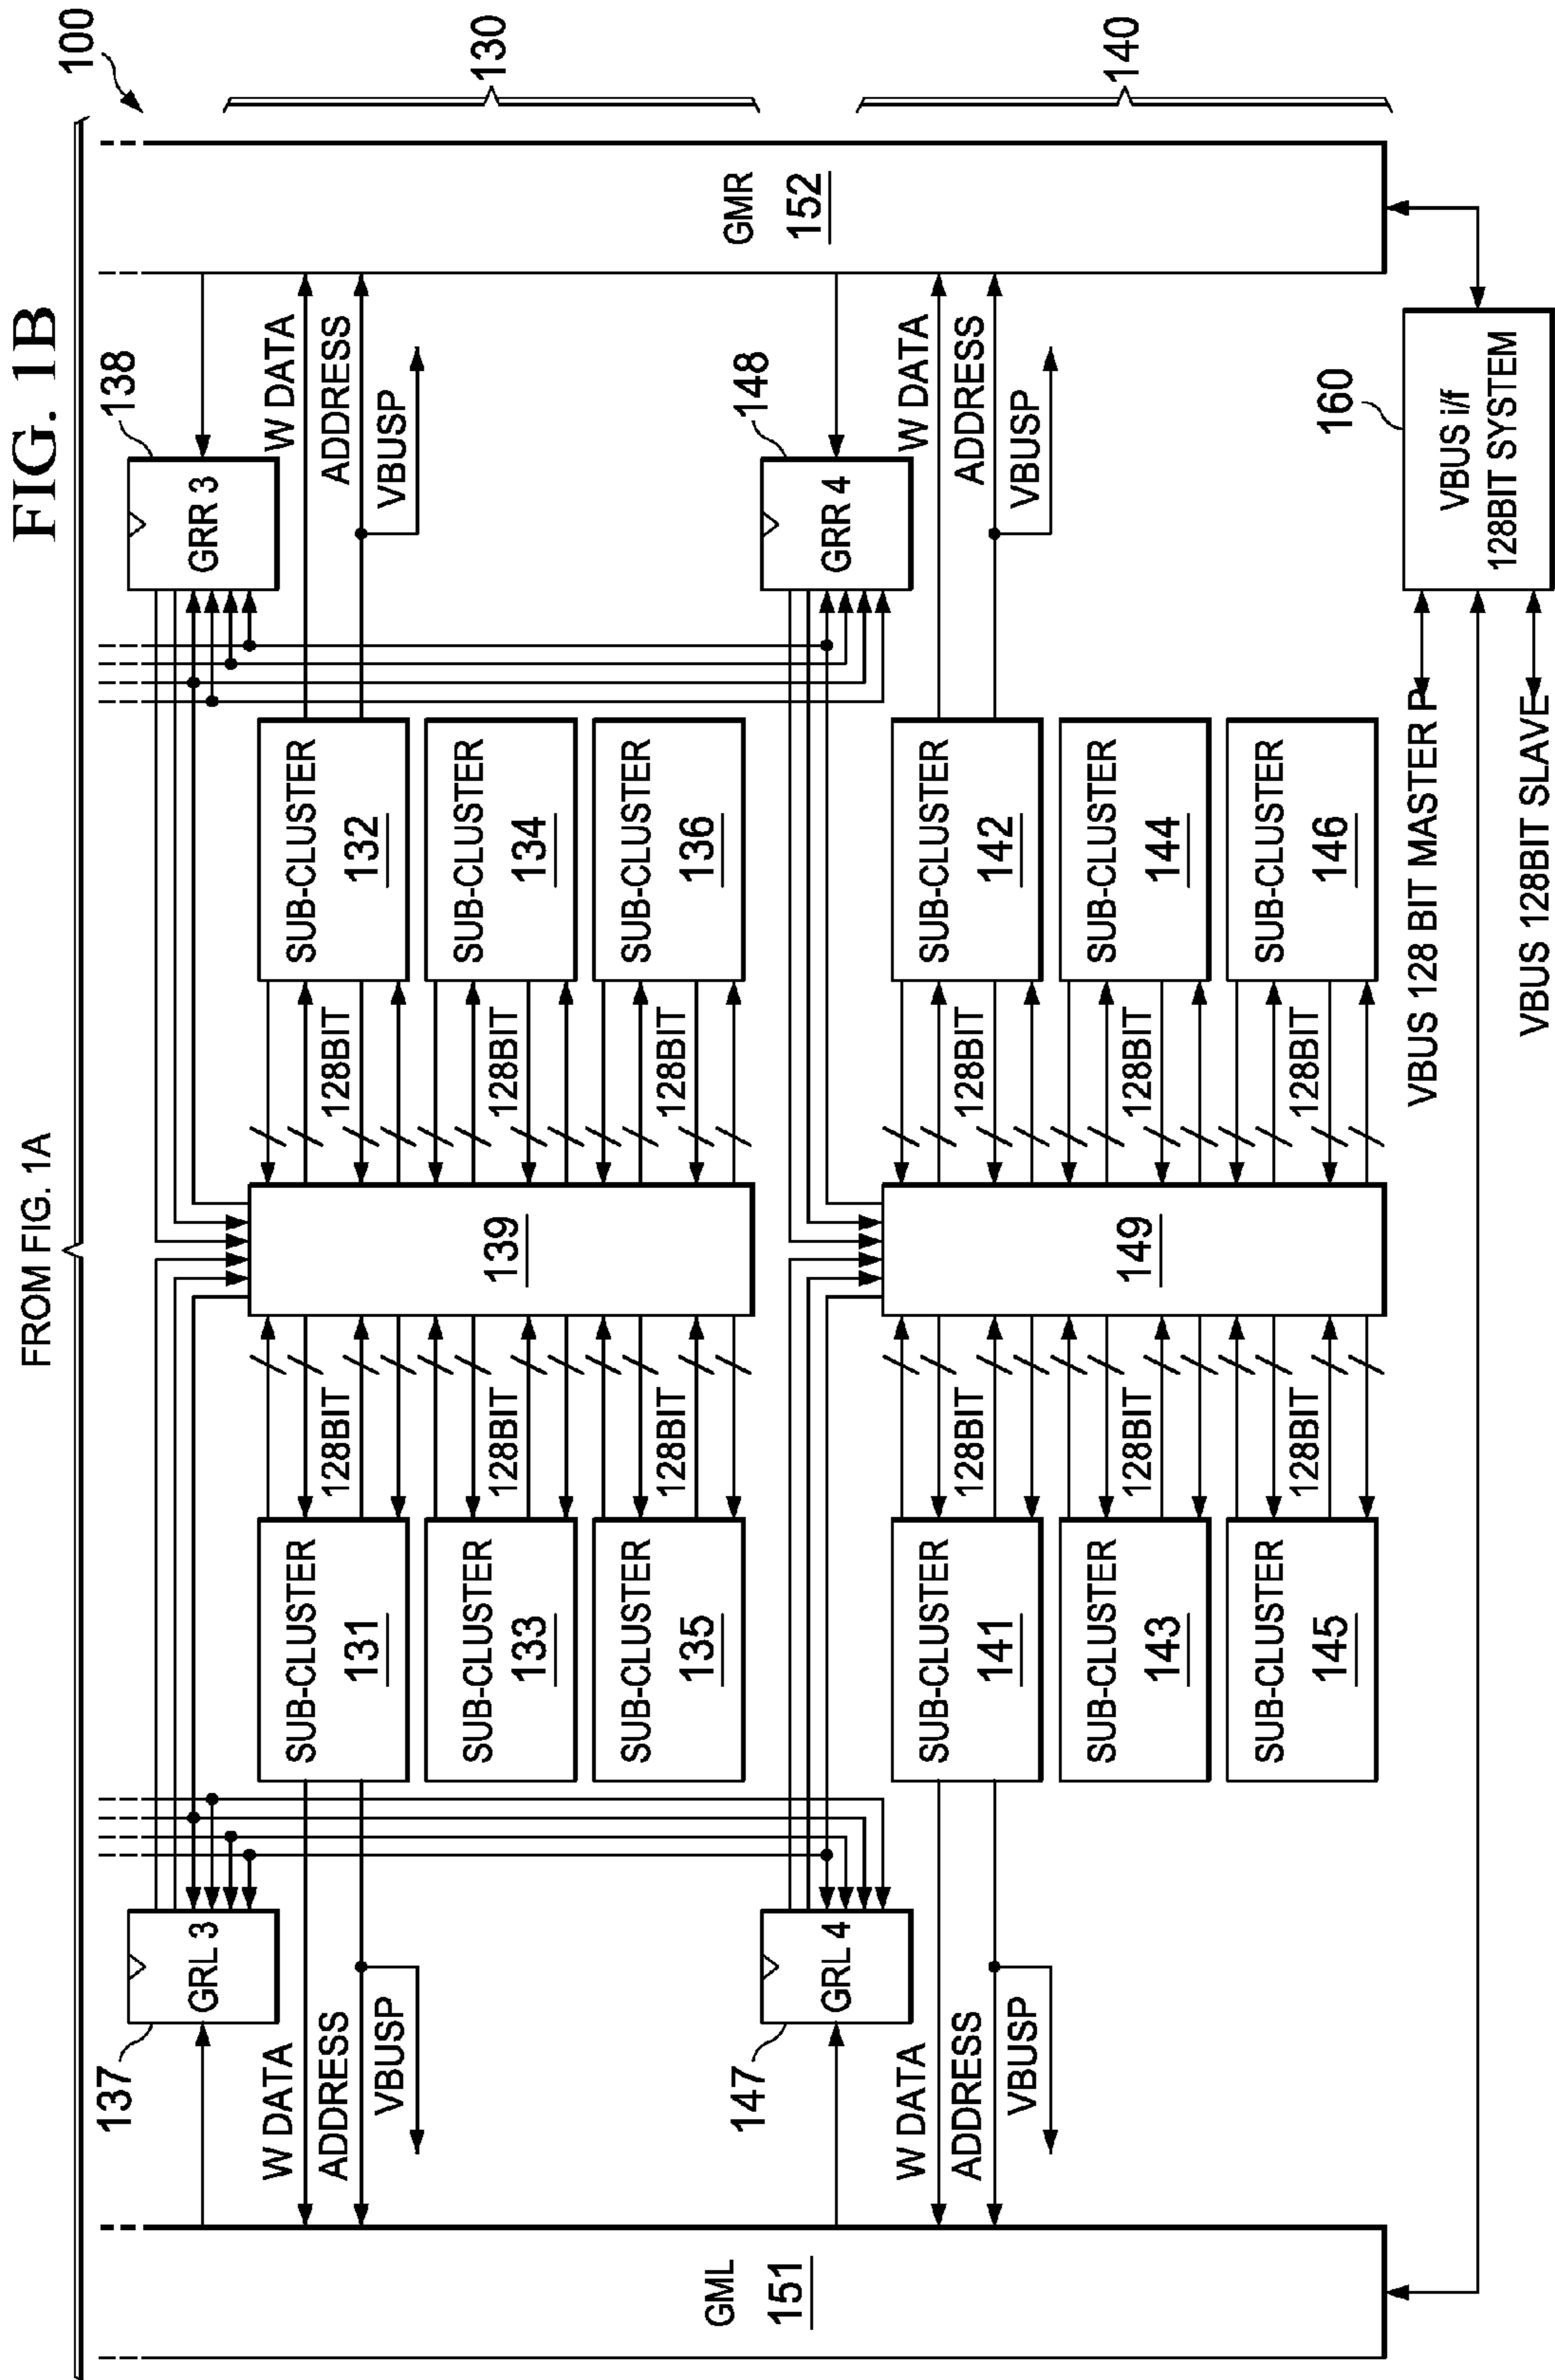 FIG. 1B
FROM FIG. 1A
100
137
GRL 3
138
GRR 3
W DATA
ADDRESS
VBUSP
SUB-CLUSTER
131
128BIT
139
128BIT
SUB-CLUSTER
132
W DATA
ADDRESS
VBUSP
130
SUB-CLUSTER
133
128BIT
128BIT
SUB-CLUSTER
134
SUB-CLUSTER
135
128BIT
128BIT
SUB-CLUSTER
136
GML
151
GMR
152
147
GRL 4
148
GRR 4
W DATA
ADDRESS
VBUSP
SUB-CLUSTER
141
128BIT
149
128BIT
SUB-CLUSTER
142
W DATA
ADDRESS
VBUSP
140
SUB-CLUSTER
143
128BIT
128BIT
SUB-CLUSTER
144
SUB-CLUSTER
145
128BIT
128BIT
SUB-CLUSTER
146
VBUS 128 BIT MASTER P
VBUS 128BIT SLAVE
160
VBUS i/f
128BIT SYSTEM